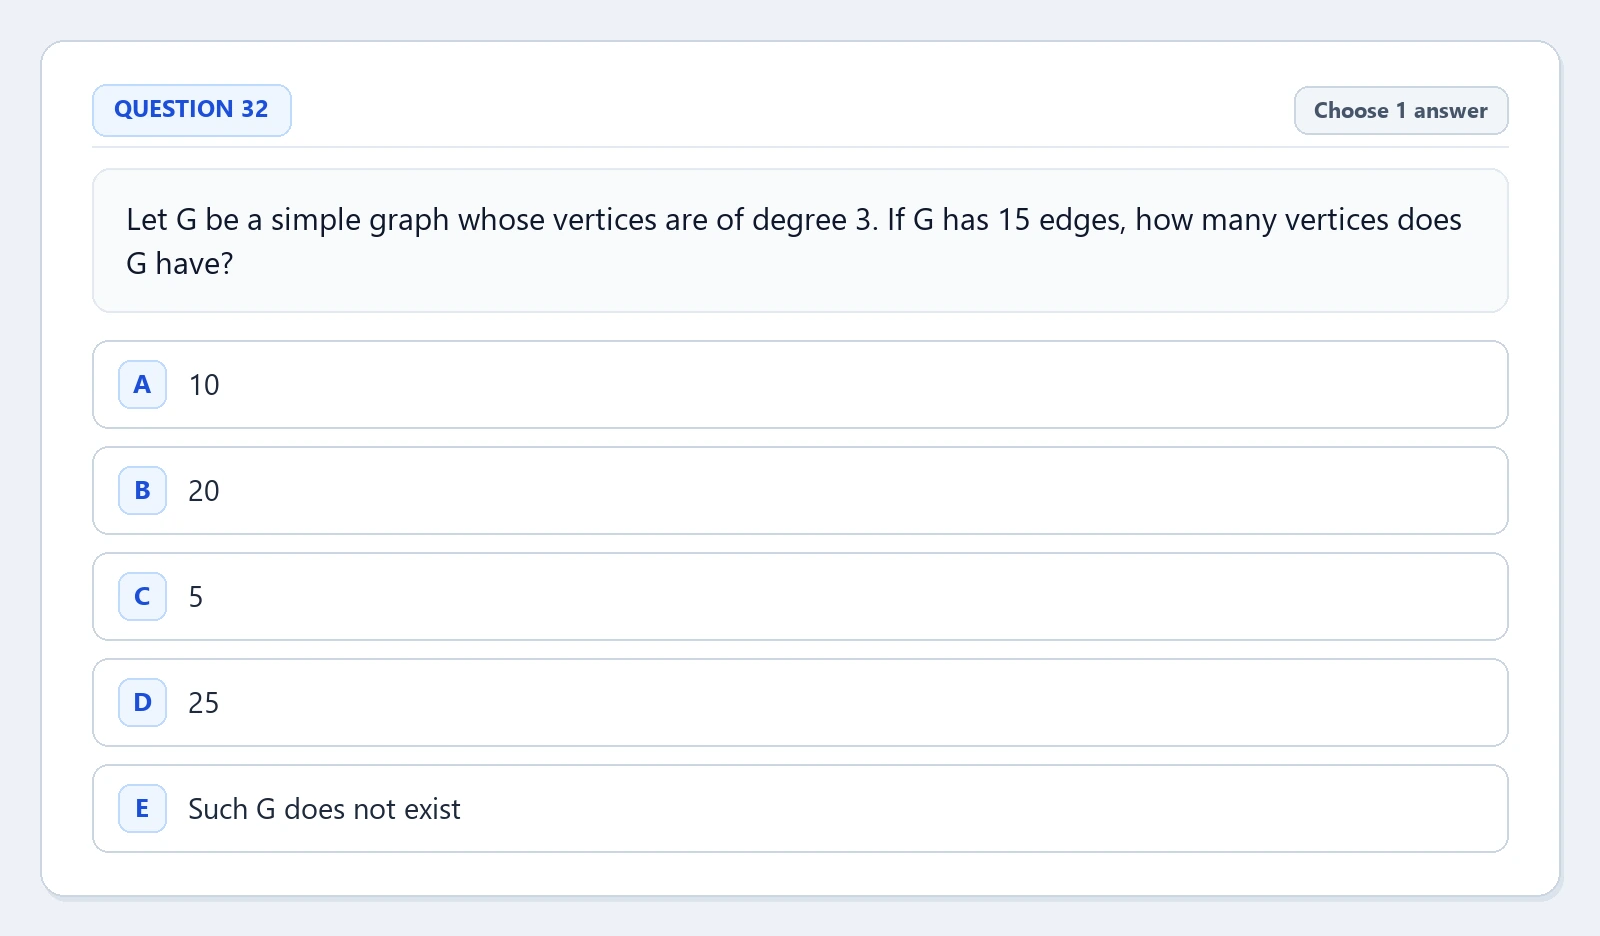 QUESTION 32
Choose 1 answer
Let G be a simple graph whose vertices are of degree 3. If G has 15 edges, how many vertices does
G have?
A 10
B 20
C 5
D 25
E Such G does not exist